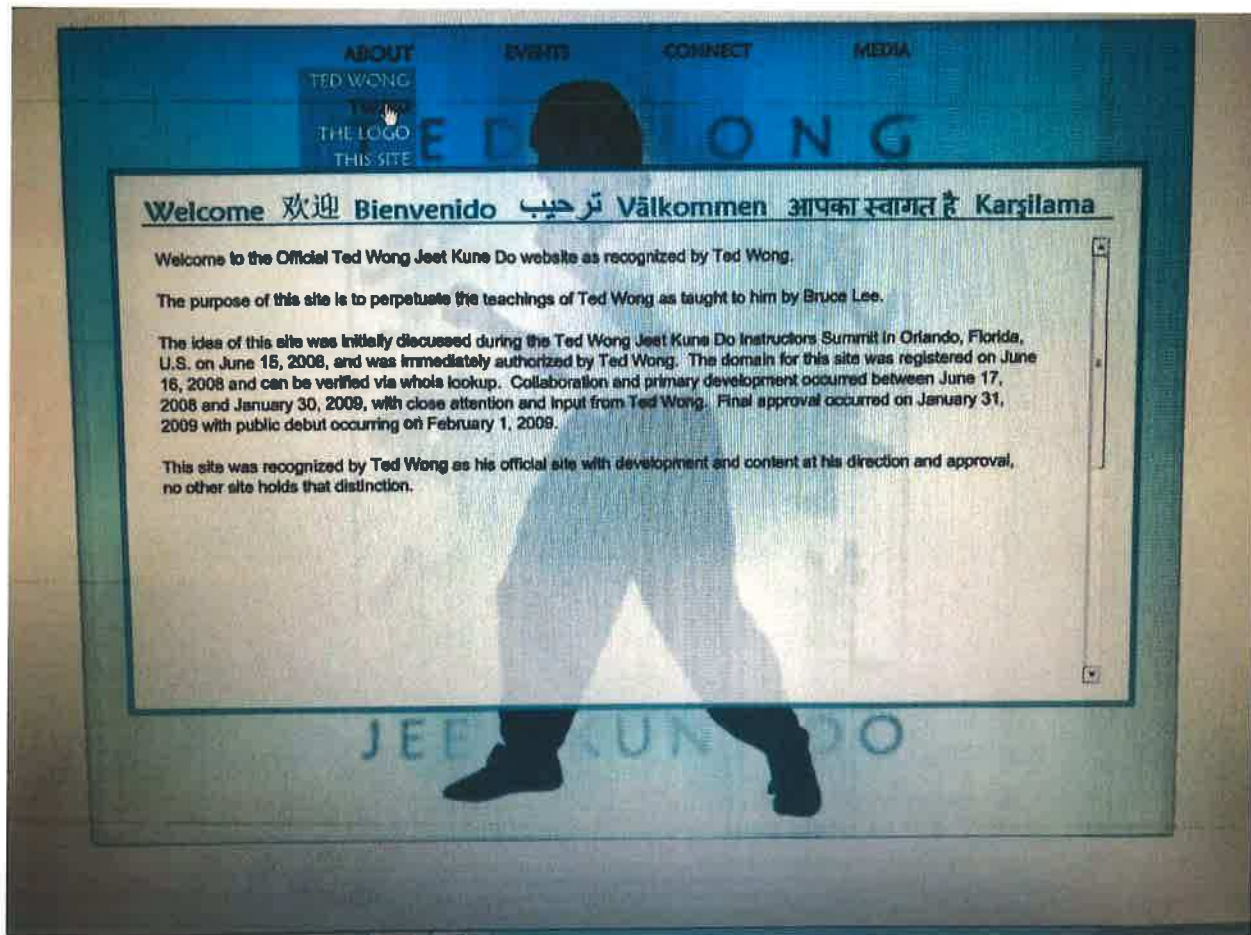 ABOUT EVENTS CONNECT MEDIA
TED WONG
THE LOGO
THIS SITE
Welcome 欢迎 Bienvenido ترحيب Välkommen आपका स्वागत है Karşilama
Welcome to the Official Ted Wong Jeet Kune Do website as recognized by Ted Wong.
The purpose of this site is to perpetuate the teachings of Ted Wong as taught to him by Bruce Lee.
The idea of this site was initially discussed during the Ted Wong Jeet Kune Do Instructors Summit in Orlando, Florida,
U.S. on June 15, 2008, and was immediately authorized by Ted Wong. The domain for this site was registered on June
16, 2008 and can be verified via whois lookup. Collaboration and primary development occurred between June 17,
2008 and January 30, 2009, with close attention and input from Ted Wong. Final approval occurred on January 31,
2009 with public debut occurring on February 1, 2009.
This site was recognized by Ted Wong as his official site with development and content at his direction and approval,
no other site holds that distinction.